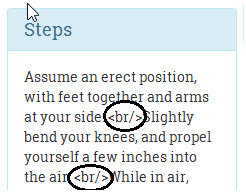 Steps
Assume an erect position,
with feet together and arms
at your side.<br/>Slightly
bend your knees, and propel
yourself a few inches into
the air.<br/>While in air,